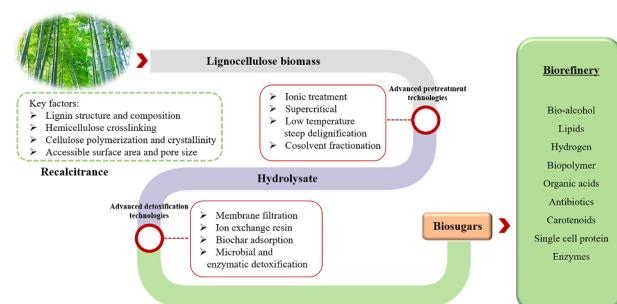 Lignocellulose biomass
Key factors:
Lignin structure and composition
Hemicellulose crosslinking
Cellulose polymerization and crystallinity
Accessible surface area and pore size
Recalcitrance
Advanced pretreatment
technologies
Ionic treatment
Supercritical
Low temperature
steep delignification
Cosolvent fractionation
Hydrolysate
Advanced detoxification
technologies
Membrane filtration
Ion exchange resin
Biochar adsorption
Microbial and
enzymatic detoxification
Biosugars
Biorefinery
Bio-alcohol
Lipids
Hydrogen
Biopolymer
Organic acids
Antibiotics
Carotenoids
Single cell protein
Enzymes